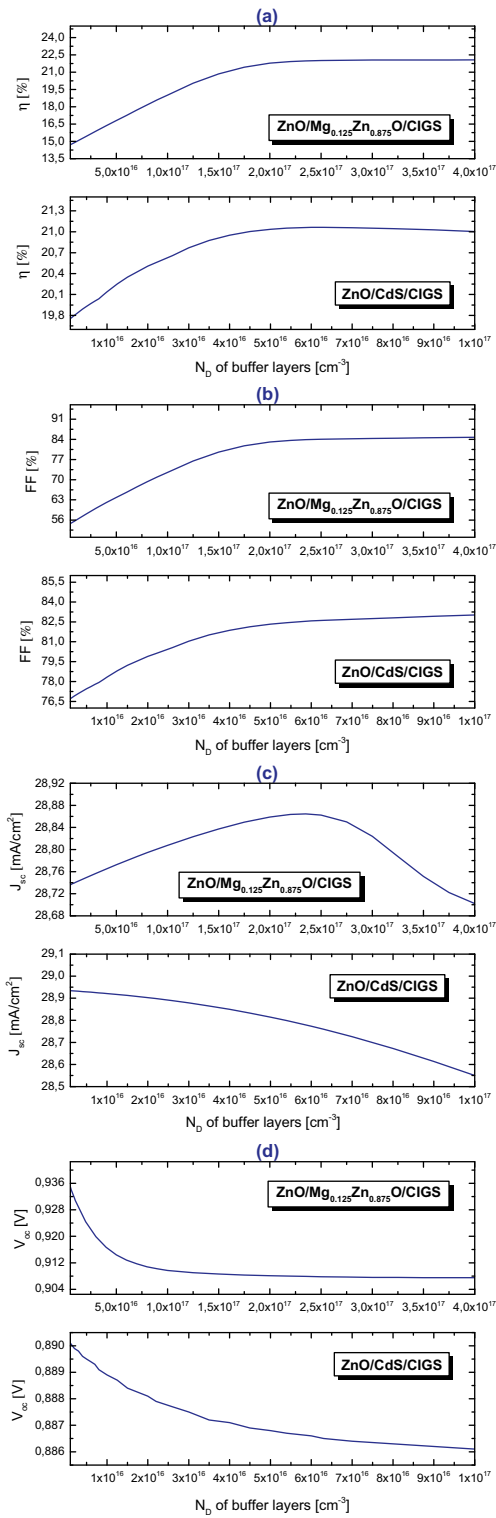 (a)
24,0
22,5
21,0
19,5
18,0
16,5
15,0
13,5
η [%]
ZnO/Mg0.125Zn0.875O/CIGS
5,0x10^16 1,0x10^17 1,5x10^17 2,0x10^17 2,5x10^17 3,0x10^17 3,5x10^17 4,0x10^17
21,3
21,0
20,7
20,4
20,1
19,8
η [%]
ZnO/CdS/CIGS
1x10^16 2x10^16 3x10^16 4x10^16 5x10^16 6x10^16 7x10^16 8x10^16 9x10^16 1x10^17
N_D of buffer layers [cm^-3]
(b)
91
84
77
70
63
56
FF [%]
ZnO/Mg0.125Zn0.875O/CIGS
5,0x10^16 1,0x10^17 1,5x10^17 2,0x10^17 2,5x10^17 3,0x10^17 3,5x10^17 4,0x10^17
85,5
84,0
82,5
81,0
79,5
78,0
76,5
FF [%]
ZnO/CdS/CIGS
1x10^16 2x10^16 3x10^16 4x10^16 5x10^16 6x10^16 7x10^16 8x10^16 9x10^16 1x10^17
N_D of buffer layers [cm^-3]
(c)
28,92
28,88
28,84
28,80
28,76
28,72
28,68
J_sc [mA/cm^2]
ZnO/Mg0.125Zn0.875O/CIGS
5,0x10^16 1,0x10^17 1,5x10^17 2,0x10^17 2,5x10^17 3,0x10^17 3,5x10^17 4,0x10^17
29,1
29,0
28,9
28,8
28,7
28,6
28,5
J_sc [mA/cm^2]
ZnO/CdS/CIGS
1x10^16 2x10^16 3x10^16 4x10^16 5x10^16 6x10^16 7x10^16 8x10^16 9x10^16 1x10^17
N_D of buffer layers [cm^-3]
(d)
0,936
0,928
0,920
0,912
0,904
V_oc [V]
ZnO/Mg0.125Zn0.875O/CIGS
5,0x10^16 1,0x10^17 1,5x10^17 2,0x10^17 2,5x10^17 3,0x10^17 3,5x10^17 4,0x10^17
0,890
0,889
0,888
0,887
0,886
V_oc [V]
ZnO/CdS/CIGS
1x10^16 2x10^16 3x10^16 4x10^16 5x10^16 6x10^16 7x10^16 8x10^16 9x10^16 1x10^17
N_D of buffer layers [cm^-3]